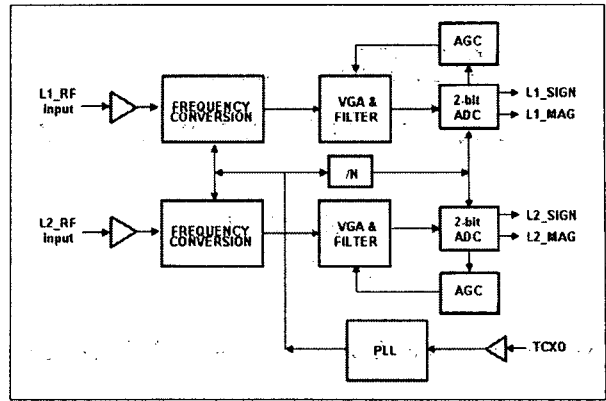 AGC
L1_RF
input
FREQUENCY
CONVERSION
VGA &
FILTER
2-bit
ADC
L1_SIGN
L1_MAG
/N
L2_RF
input
FREQUENCY
CONVERSION
VGA &
FILTER
2-bit
ADC
L2_SIGN
L2_MAG
AGC
PLL
TCXO